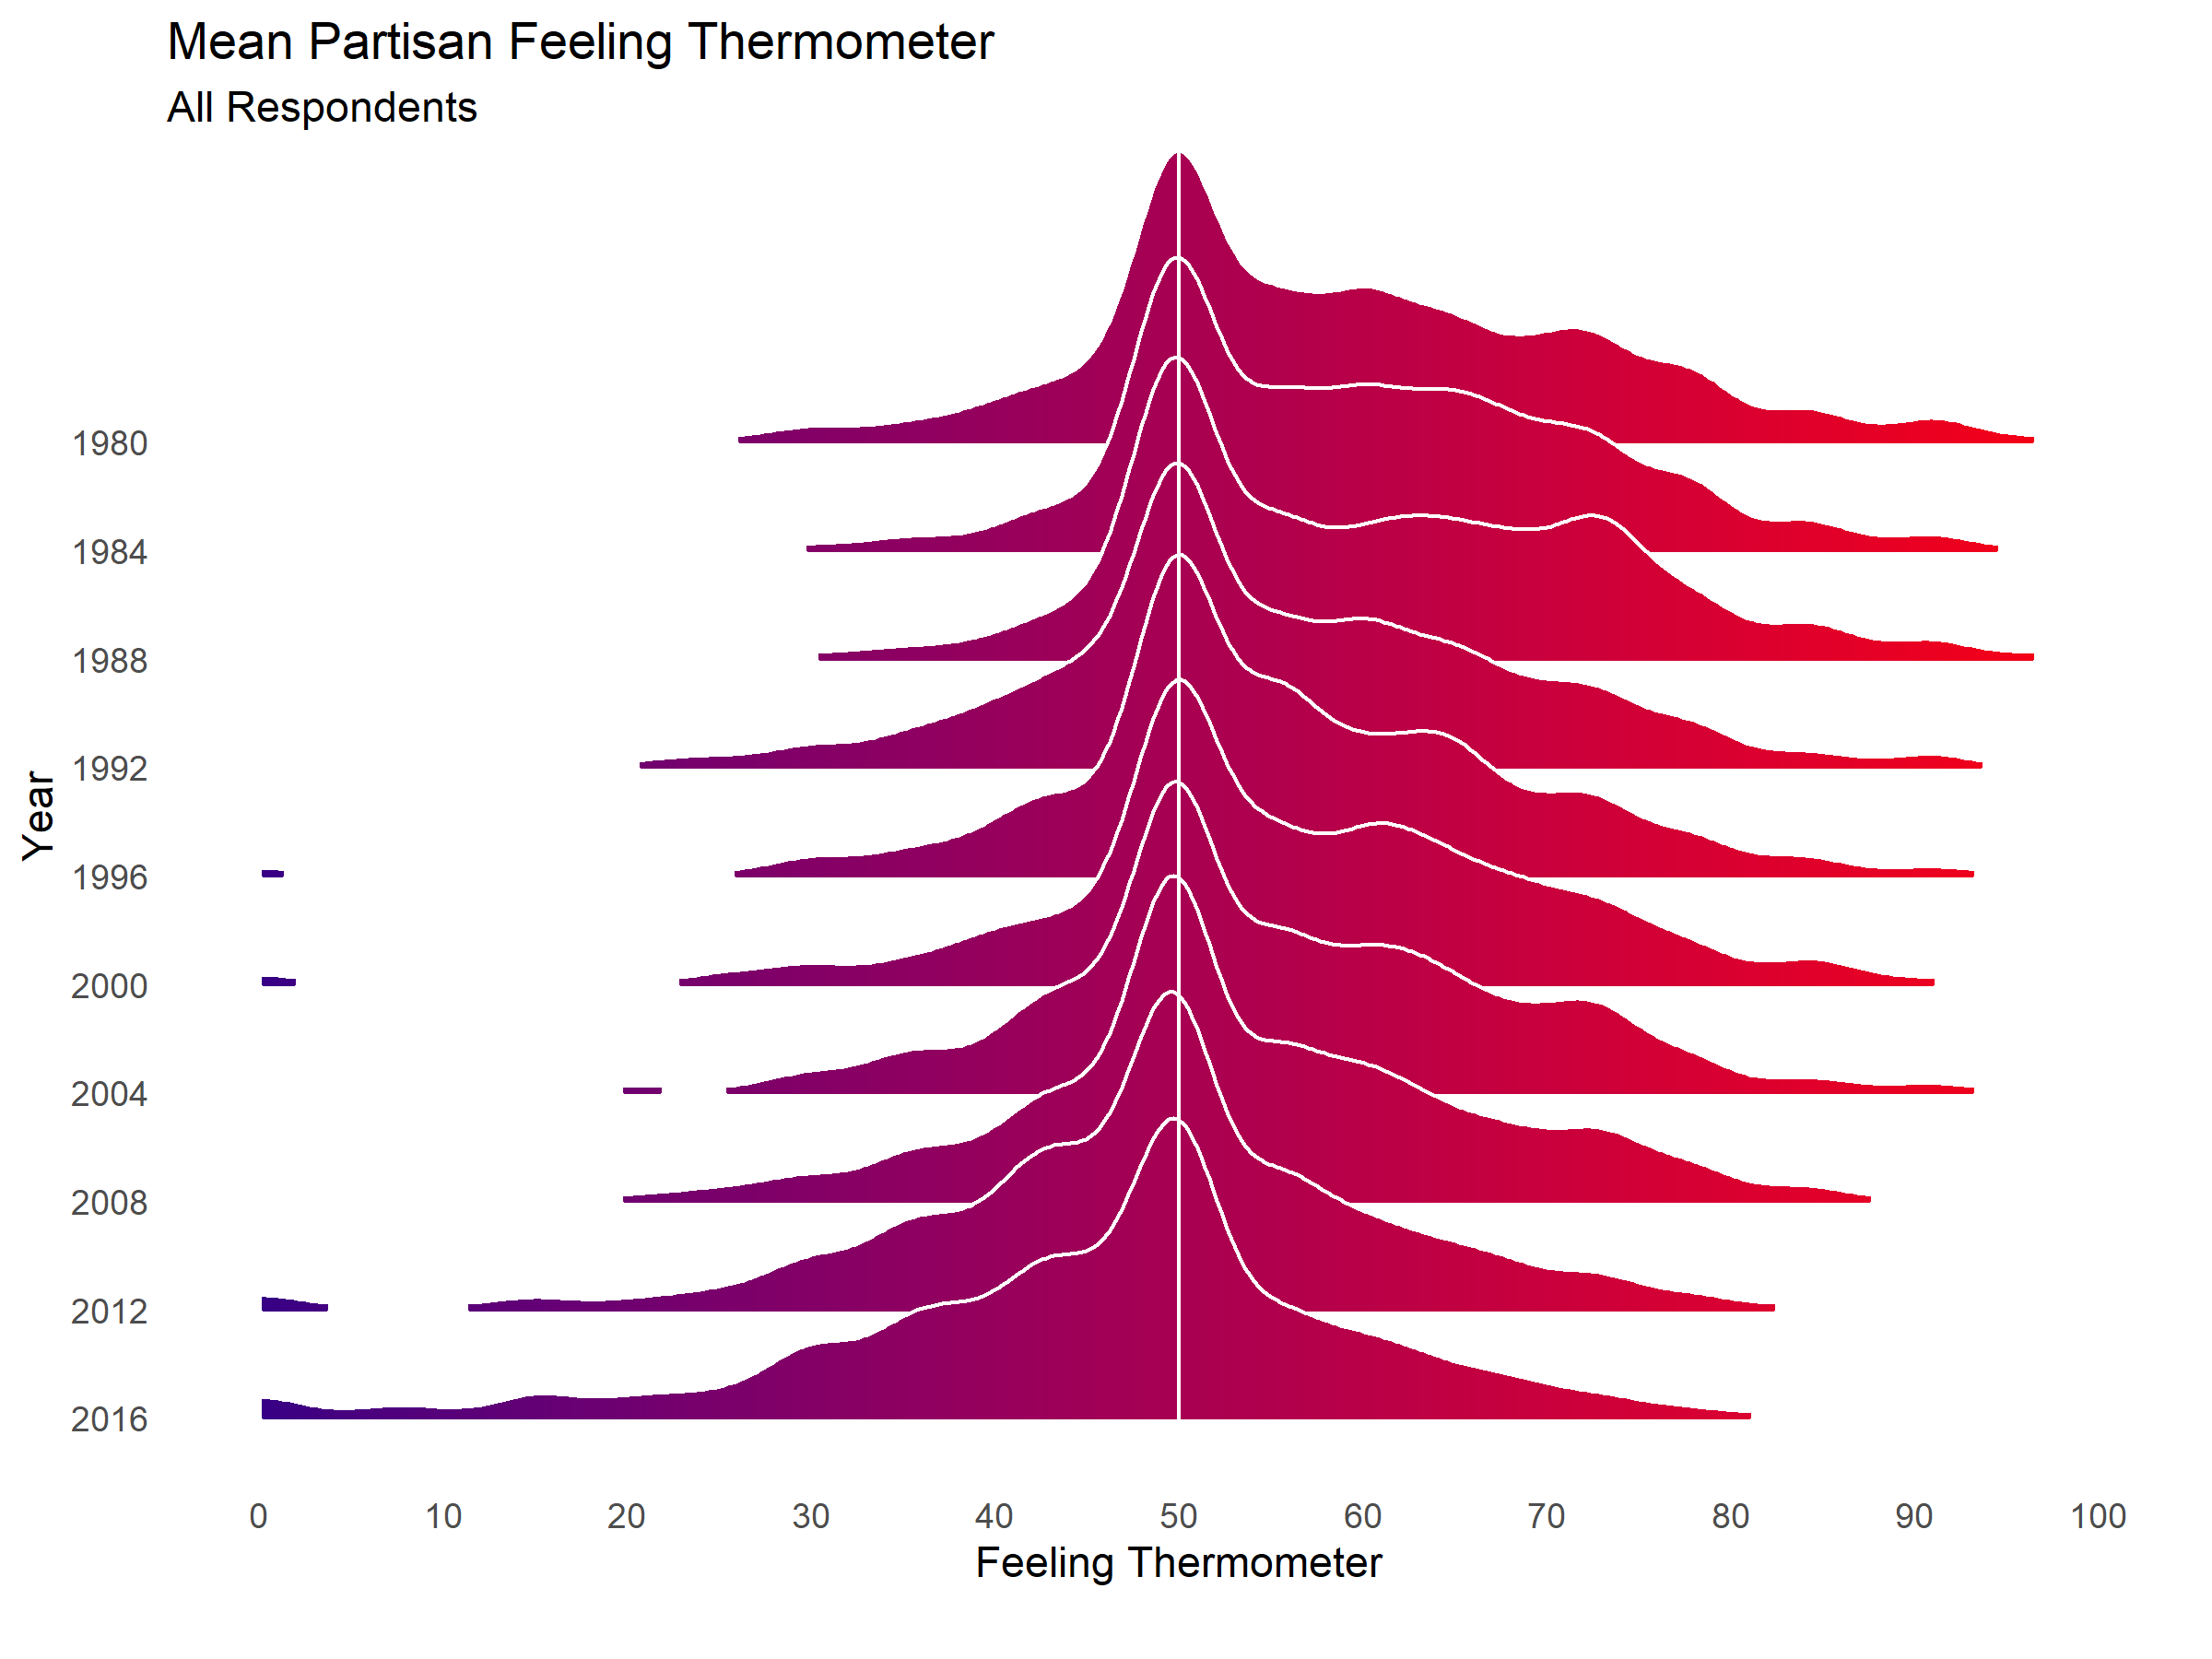 Mean Partisan Feeling Thermometer
All Respondents
Year
1980
1984
1988
1992
1996
2000
2004
2008
2012
2016
0 10 20 30 40 50 60 70 80 90 100
Feeling Thermometer